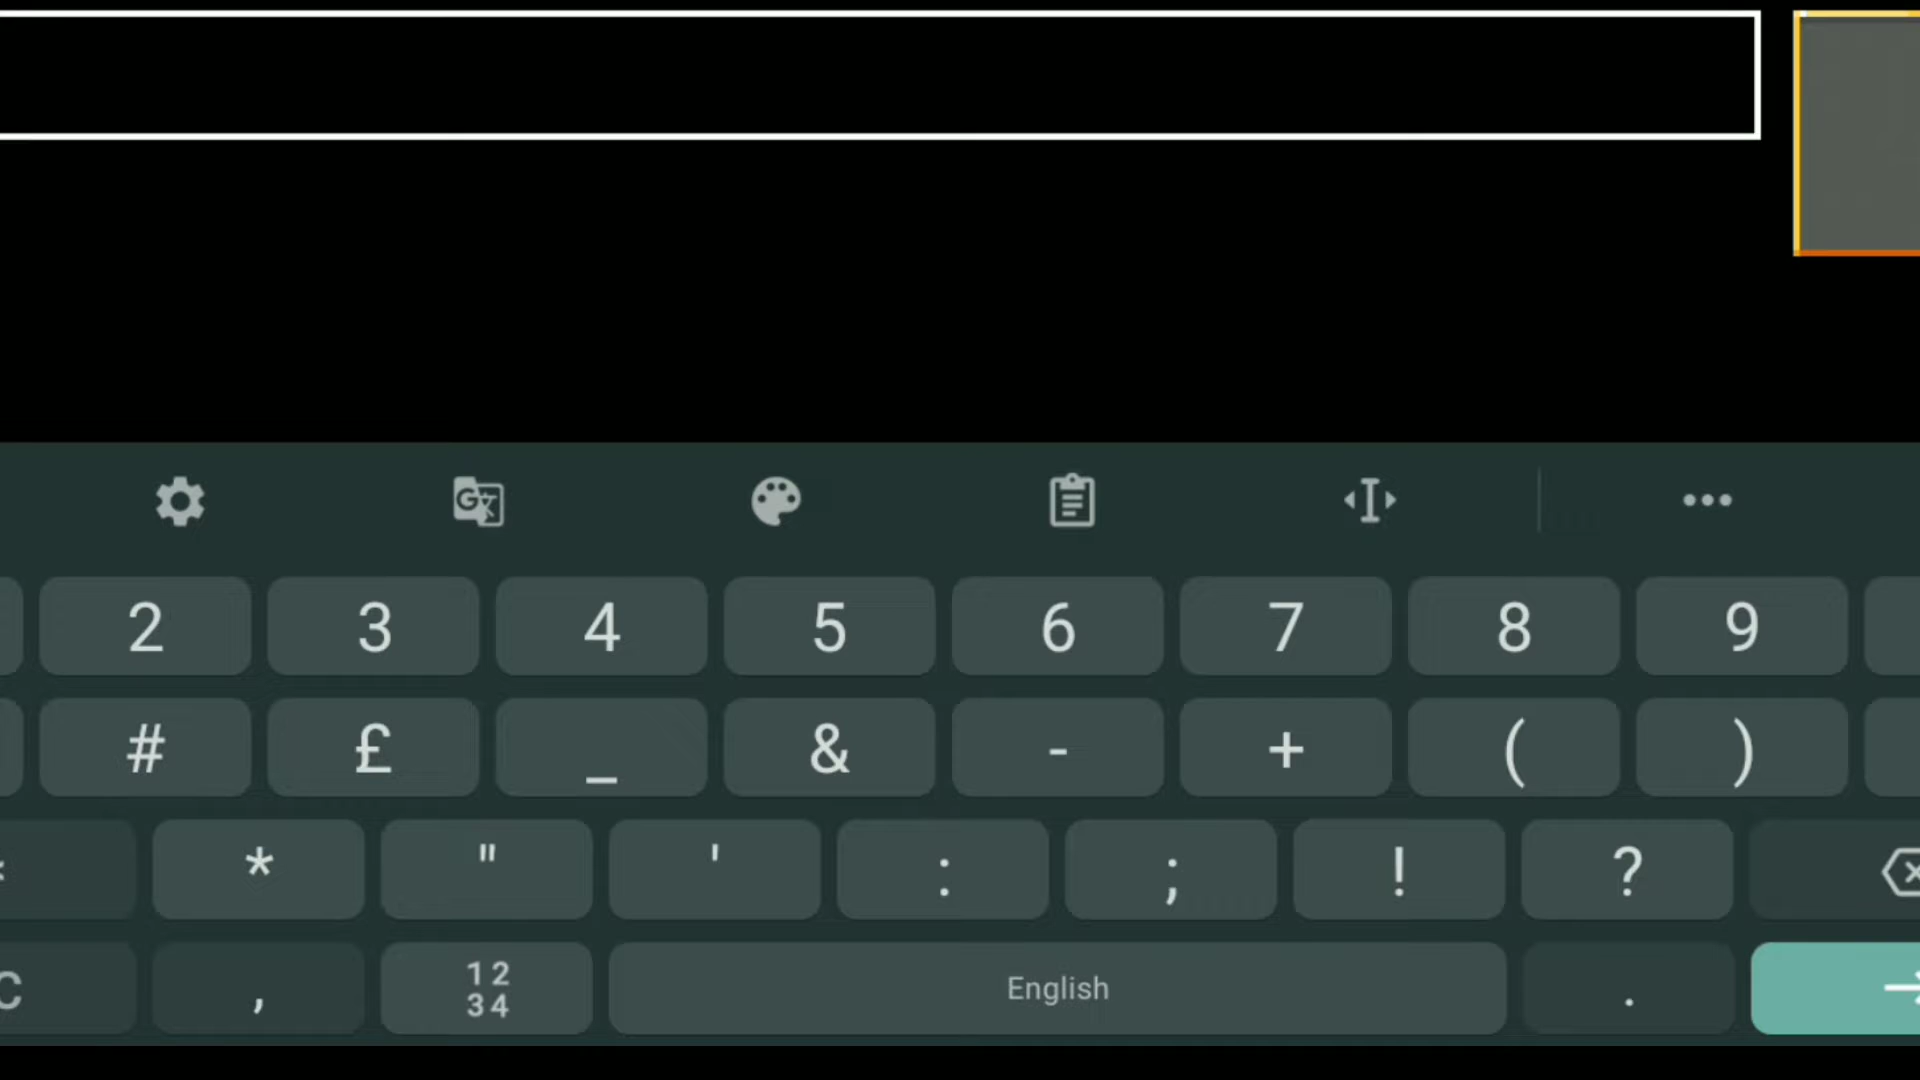 2 3 4 5 6 7 8 9
# £ _ & - + ( )
* " ' : ; ! ?
C , 12 English .
34